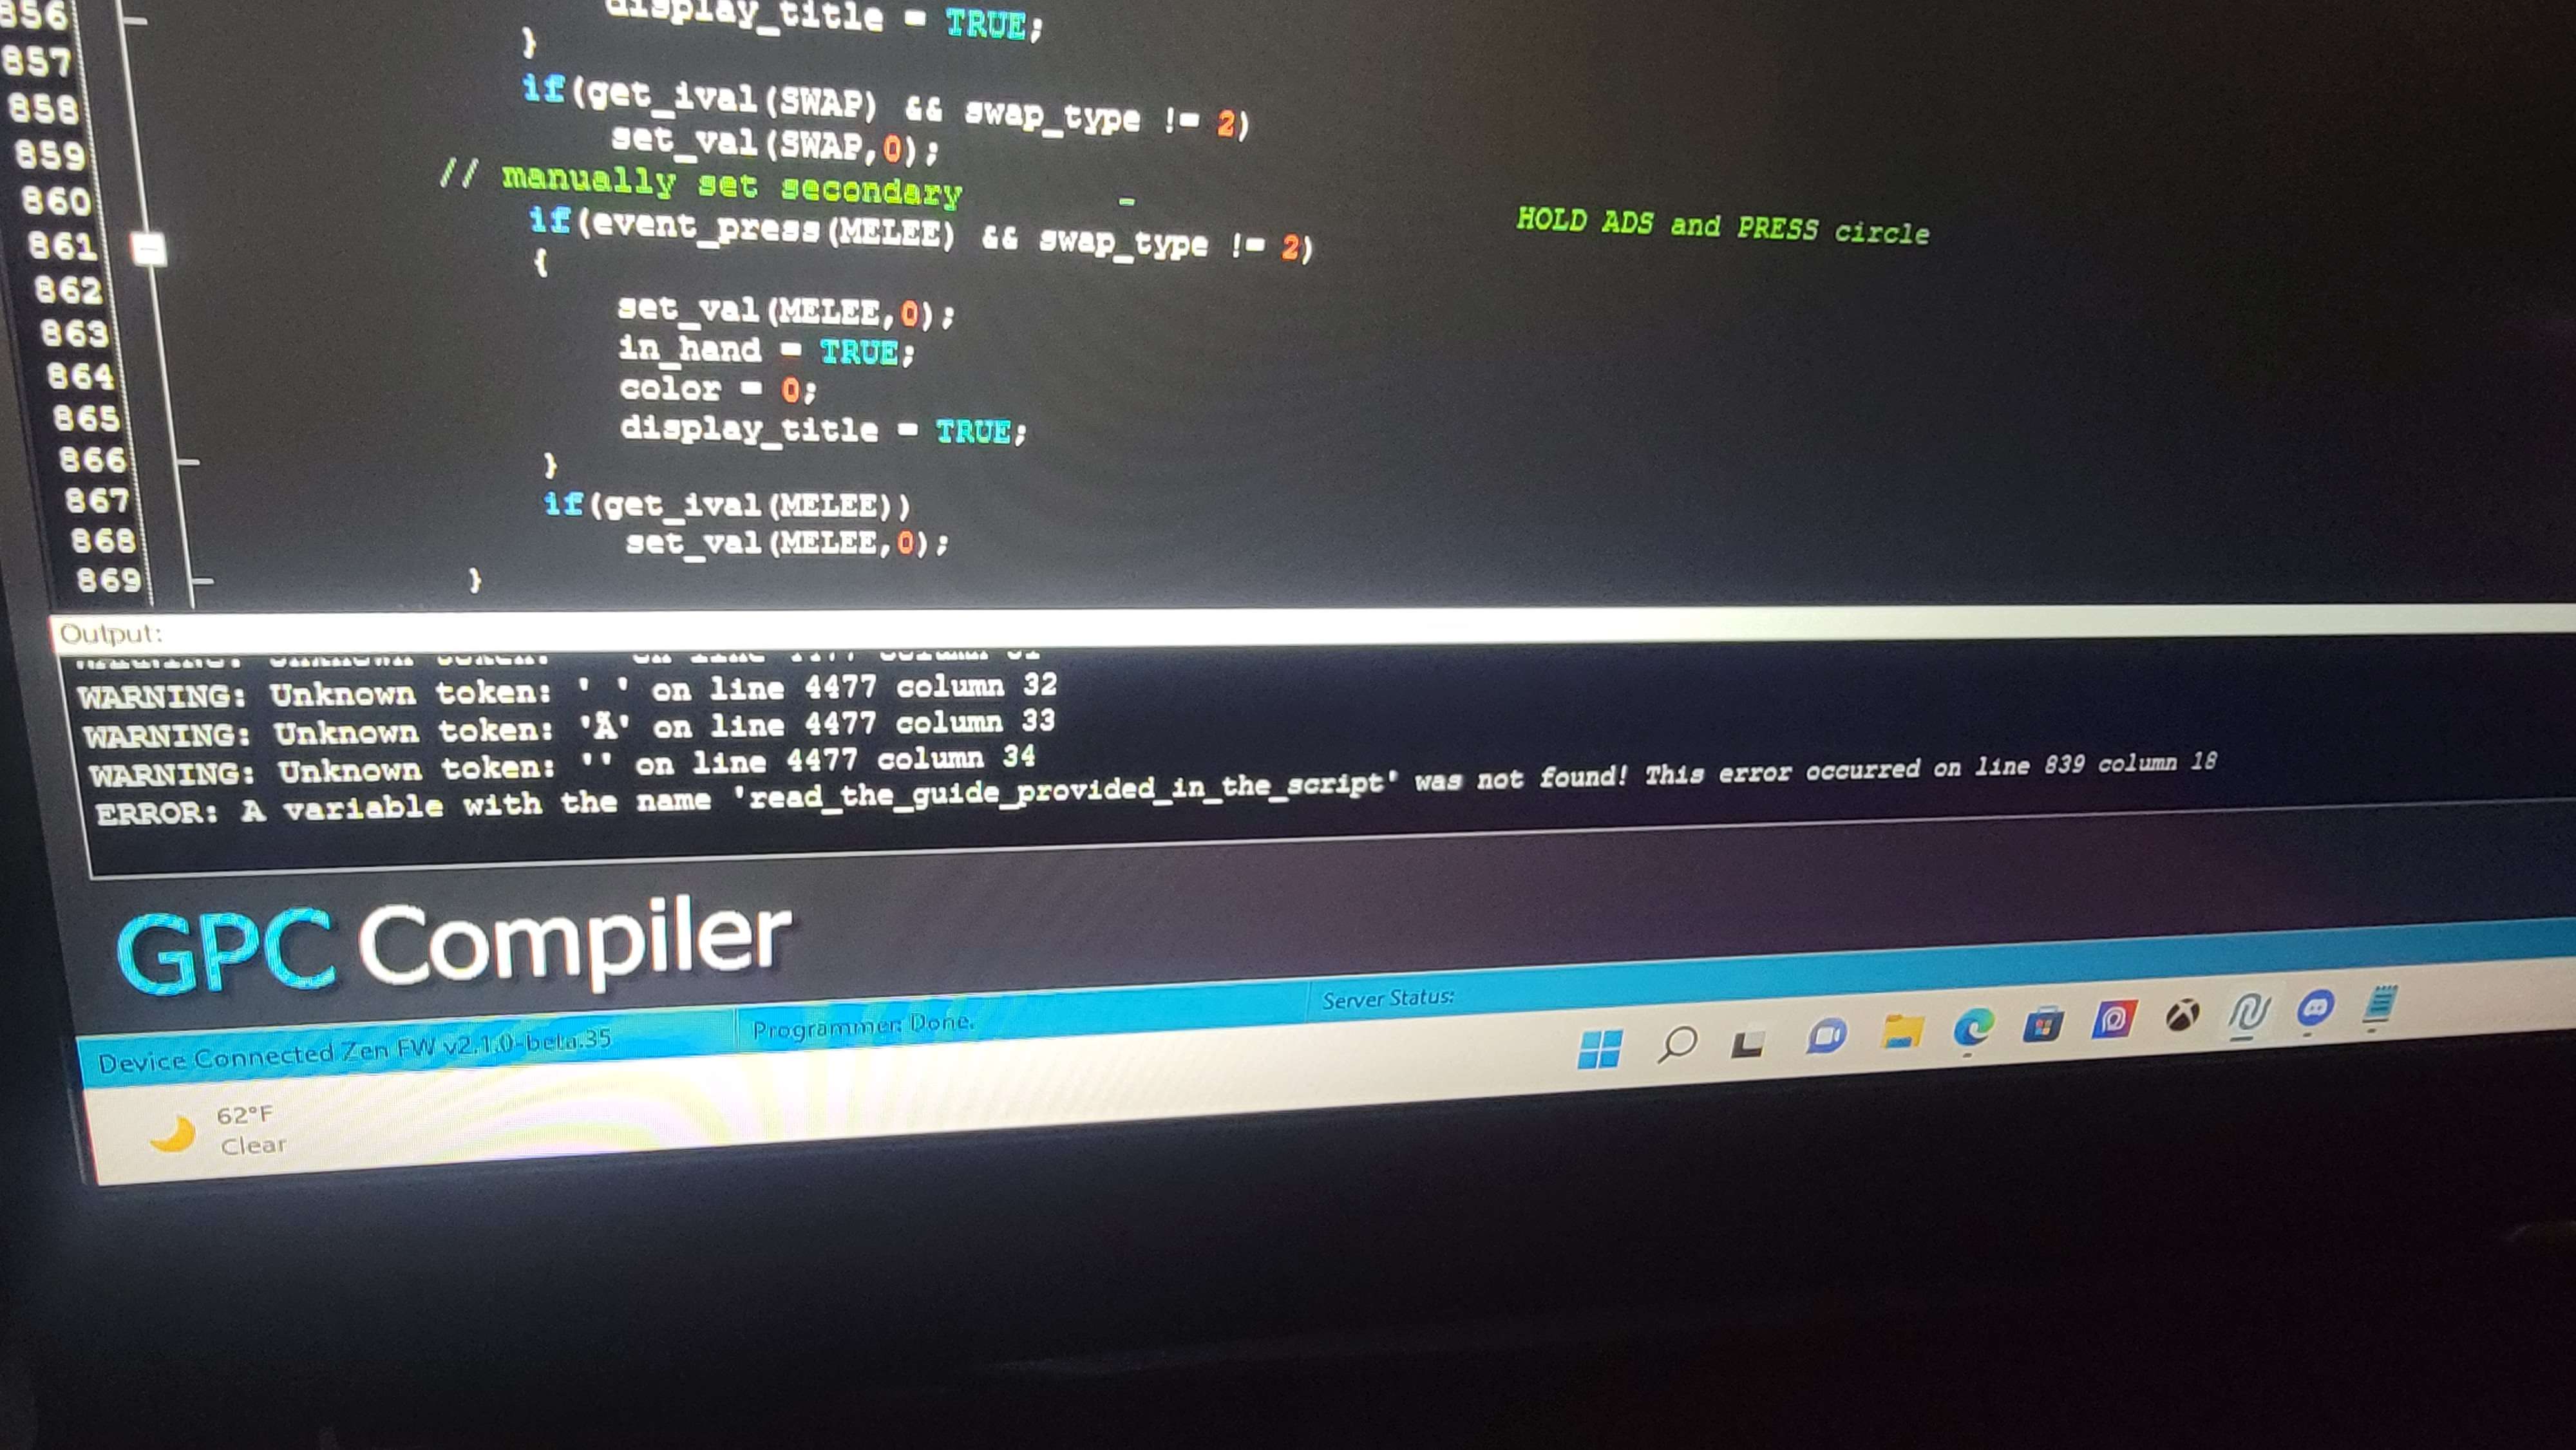 856 display_title = TRUE;
857 }
858 if(get_ival(SWAP) && swap_type != 2)
859 set_val(SWAP,0);
860 // manually set secondary - HOLD ADS and PRESS circle
861 if(event_press(MELEE) && swap_type != 2)
862 {
863 set_val(MELEE,0);
864 in_hand = TRUE;
865 color = 0;
866 display_title = TRUE;
867 }
868 if(get_ival(MELEE))
869 set_val(MELEE,0);
}
Output:
WARNING: Unknown token: ' ' on line 4477 column 32
WARNING: Unknown token: 'Ã' on line 4477 column 33
WARNING: Unknown token: '' on line 4477 column 34
ERROR: A variable with the name 'read_the_guide_provided_in_the_script' was not found! This error occurred on line 839 column 18
GPC Compiler
Device Connected Zen FW v2.1.0-beta.35
Programmer: Done.
Server Status:
62°F
Clear